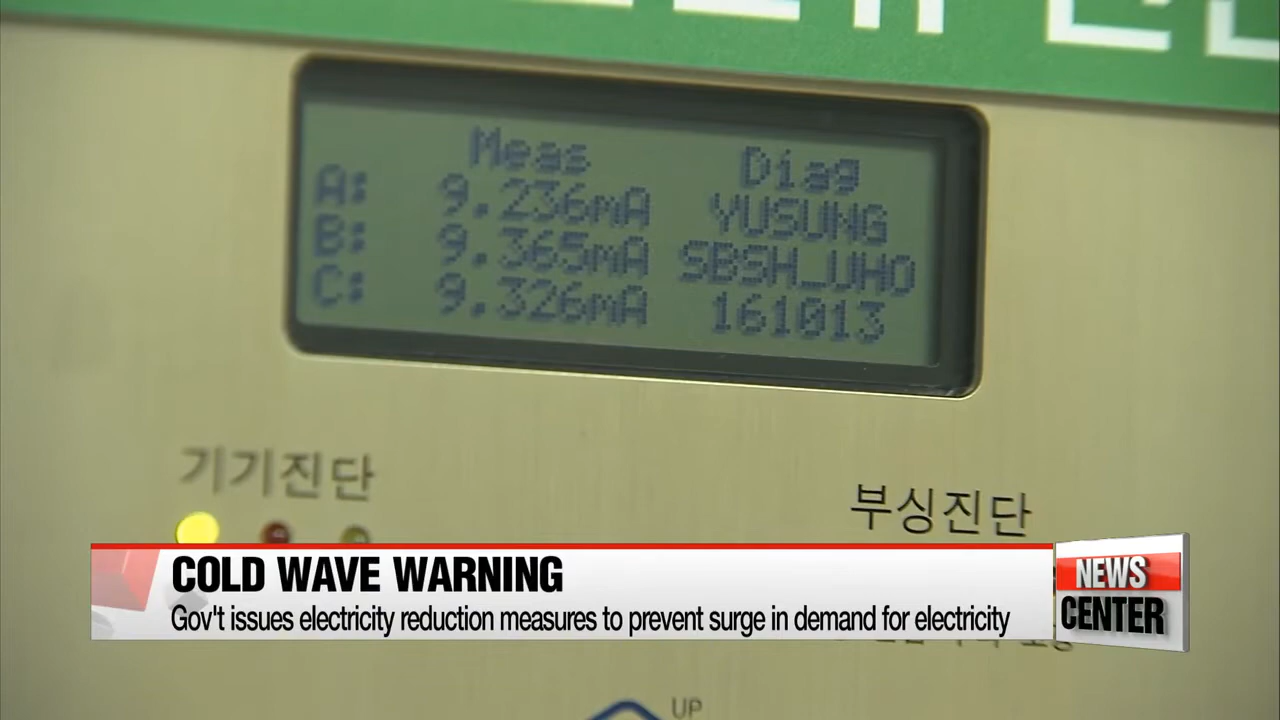 Meas Diag
A: 9.236mA YUSUNG
B: 9.365mA SBSH_UHO
C: 9.326mA 161013
기기진단
부싱진단
COLD WAVE WARNING
Gov't issues electricity reduction measures to prevent surge in demand for electricity
NEWS
CENTER
UP